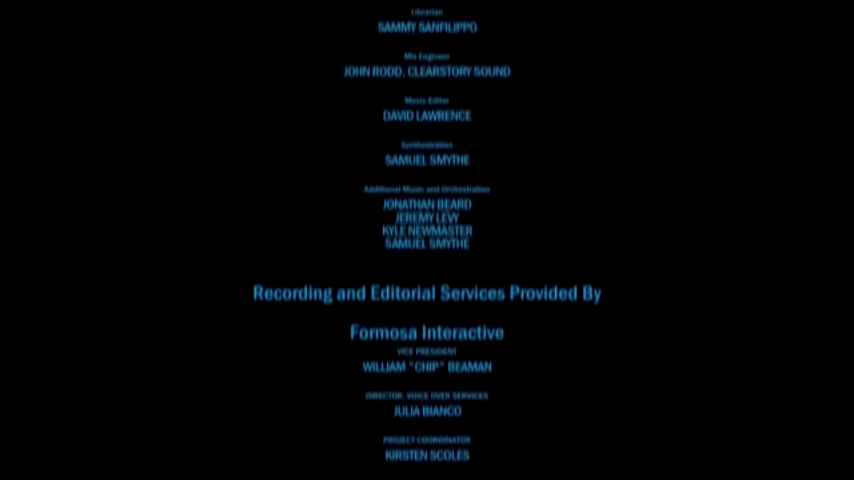 Librarian
SAMMY SANFILIPPO
Mix Engineer
JOHN RODD, CLEARSTORY SOUND
Music Editor
DAVID LAWRENCE
Synthestration
SAMUEL SMYTHE
Additional Music and Orchestration
JONATHAN BEARD
JEREMY LEVY
KYLE NEWMASTER
SAMUEL SMYTHE
Recording and Editorial Services Provided By
Formosa Interactive
VICE PRESIDENT
WILLIAM "CHIP" BEAMAN
DIRECTOR, VOICE OVER SERVICES
JULIA BIANCO
PROJECT COORDINATOR
KIRSTEN SCOLES